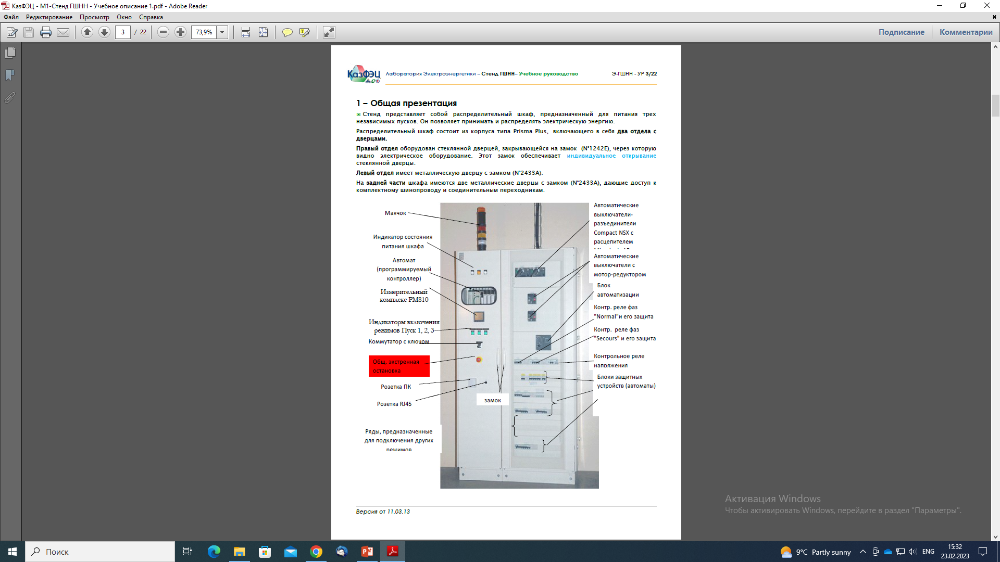 КазФЭЦ - М1-Стенд ГШНН - Учебное описание 1.pdf - Adobe Reader
Файл Редактирование Просмотр Окно Справка
3 / 22 73,9% Подписание Комментарии
КазФЭЦ Лаборатория Электроэнергетики – Стенд ГШНН– Учебное руководство Э-ГШНН - УР 3/22
1 – Общая презентация
Стенд представляет собой распределительный шкаф, предназначенный для питания трех
независимых пусков. Он позволяет принимать и распределять электрическую энергию.
Распределительный шкаф состоит из корпуса типа Prisma Plus, включающего в себя два отдела с
дверцами.
Правый отдел оборудован стеклянной дверцей, закрывающейся на замок (N°1242E), через которую
видно электрическое оборудование. Этот замок обеспечивает индивидуальное открывание
стеклянной дверцы.
Левый отдел имеет металлическую дверцу с замком (N°2433A).
На задней части шкафа имеются две металлические дверцы с замком (N°2433A), дающие доступ к
комплектному шинопроводу и соединительным переходникам.
Маячок
Индикатор состояния
питания шкафа
Автомат
(программируемый
контроллер)
Измерительный
комплекс PM810
Индикаторы включения
режимов Пуск 1, 2, 3
Коммутатор с ключом
Общ. экстренная
остановка
Розетка ПК
Розетка RJ45
Ряды, предназначенные
для подключения других
режимов
замок
Автоматические
выключатели-
разъединители
Compact NSX с
расцепителем
Автоматические
выключатели с
мотор-редуктором
Блок
автоматизации
Контр. реле фаз
"Normal"и его защита
Контр. реле фаз
"Secours" и его защита
Контрольное реле
напряжения
Блоки защитных
устройств (автоматы)
Версия от 11.03.13
Активация Windows
Чтобы активировать Windows, перейдите в раздел "Параметры".
Поиск
9°C Partly sunny ENG 15:32
23.02.2023